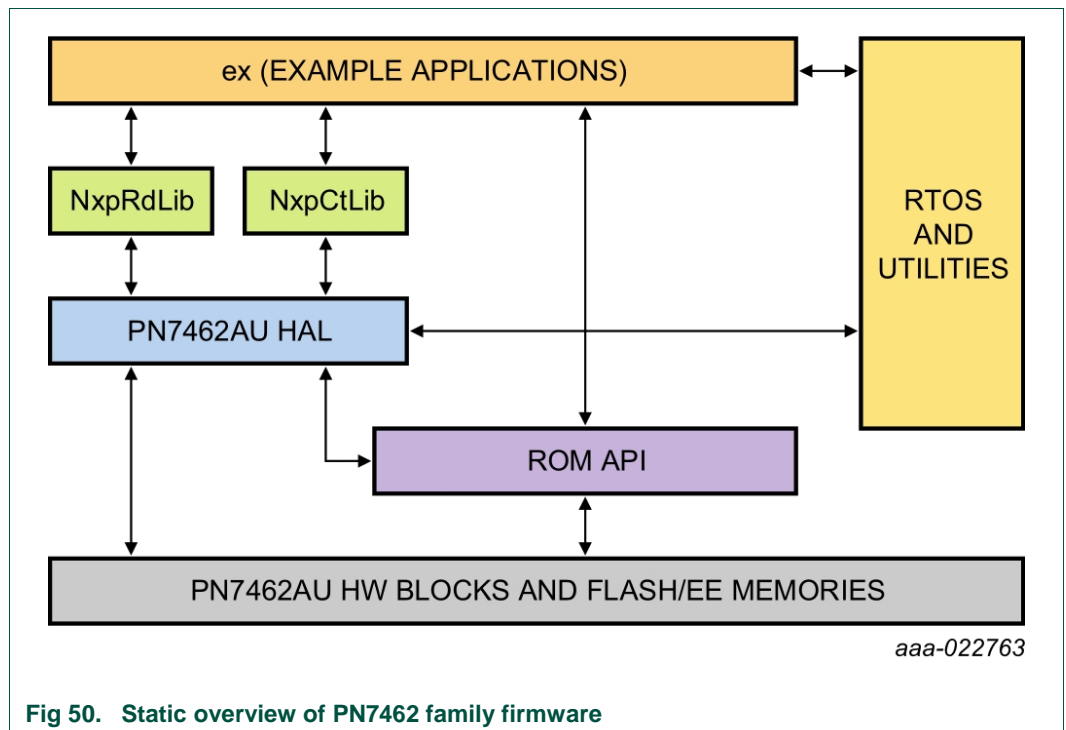 ex (EXAMPLE APPLICATIONS)
NxpRdLib
NxpCtLib
RTOS
AND
UTILITIES
PN7462AU HAL
ROM API
PN7462AU HW BLOCKS AND FLASH/EE MEMORIES
aaa-022763
Fig 50. Static overview of PN7462 family firmware